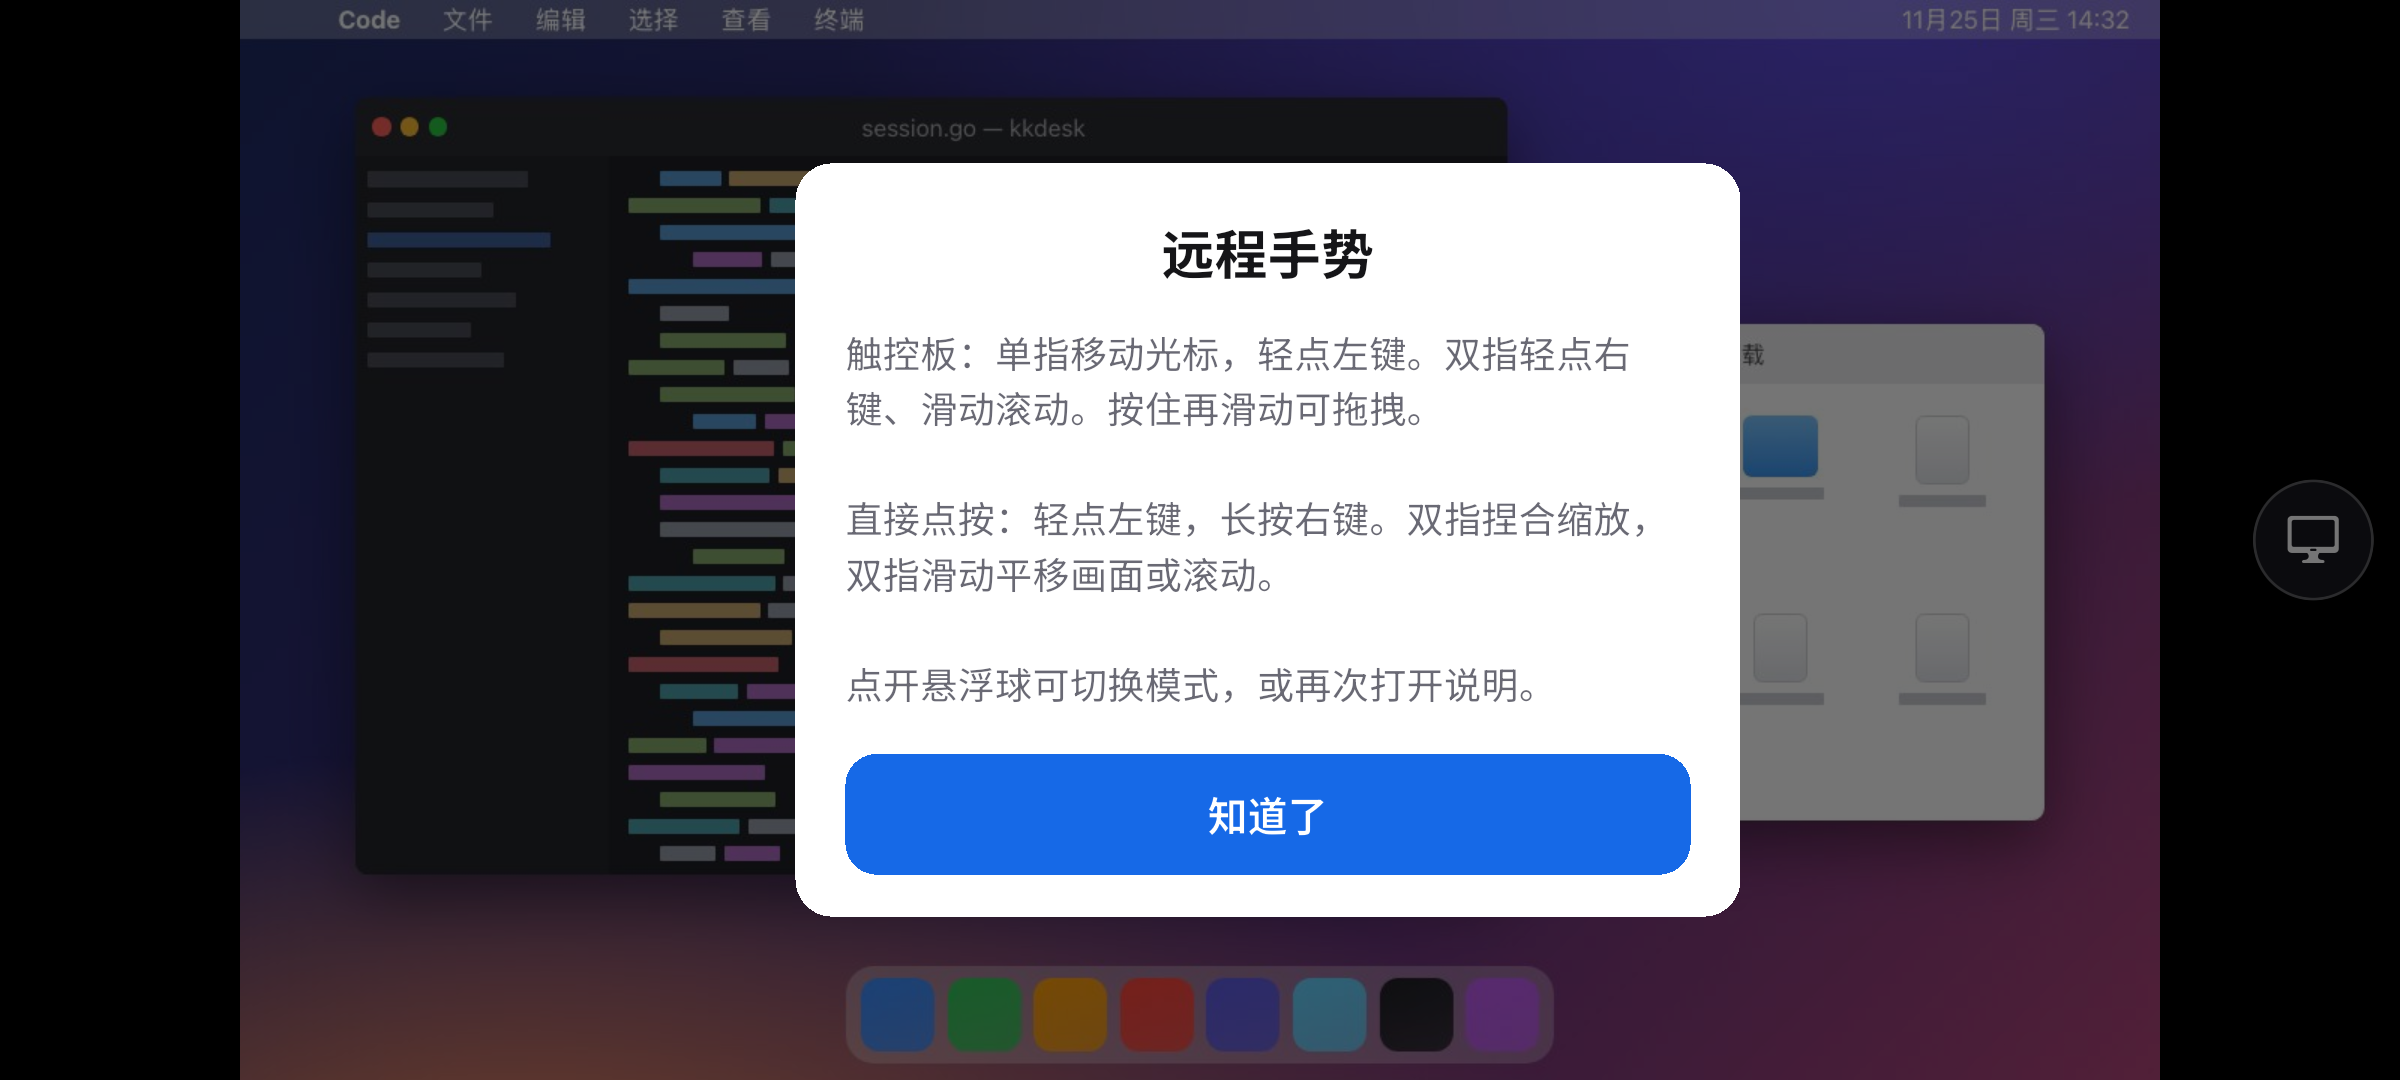 Code 文件 编辑 选择 查看 终端 11月25日 周三 14:32
session.go — kkdesk
远程手势
触控板：单指移动光标，轻点左键。双指轻点右
键、滑动滚动。按住再滑动可拖拽。
载
直接点按：轻点左键，长按右键。双指捏合缩放，
双指滑动平移画面或滚动。
点开悬浮球可切换模式，或再次打开说明。
知道了